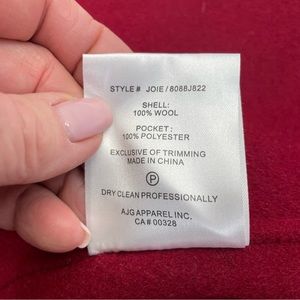 STYLE# JOIE/8088J822
SHELL:
100% WOOL
POCKET:
100% POLYESTER
EXCLUSIVE OF TRIMMING
MADE IN CHINA
P
DRY CLEAN PROFESSIONALLY
AJG APPAREL INC.
CA# 00328